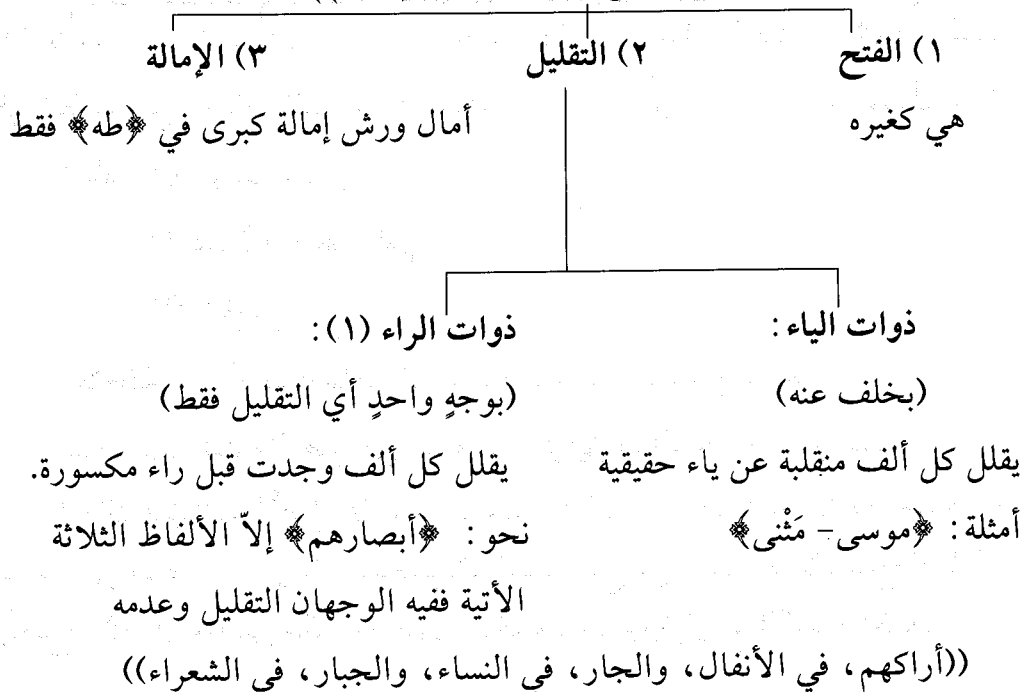 ١) الفتح ٢) التقليل ٣) الإمالة
هي كغيره أمال ورش إمالة كبرى في ﴿طه﴾ فقط
ذوات الياء: ذوات الراء (١):
(بخلف عنه) (بوجهٍ واحدٍ أي التقليل فقط)
يقلل كل ألف منقلبة عن ياء حقيقية يقلل كل ألف وجدت قبل راء مكسورة.
أمثلة: ﴿موسى- مَثْنى﴾ نحو: ﴿أبصارهم﴾ إلاّ الألفاظ الثلاثة
الأتية ففيه الوجهان التقليل وعدمه
((أراكهم، في الأنفال، والجار، في النساء، والجبار، في الشعراء))